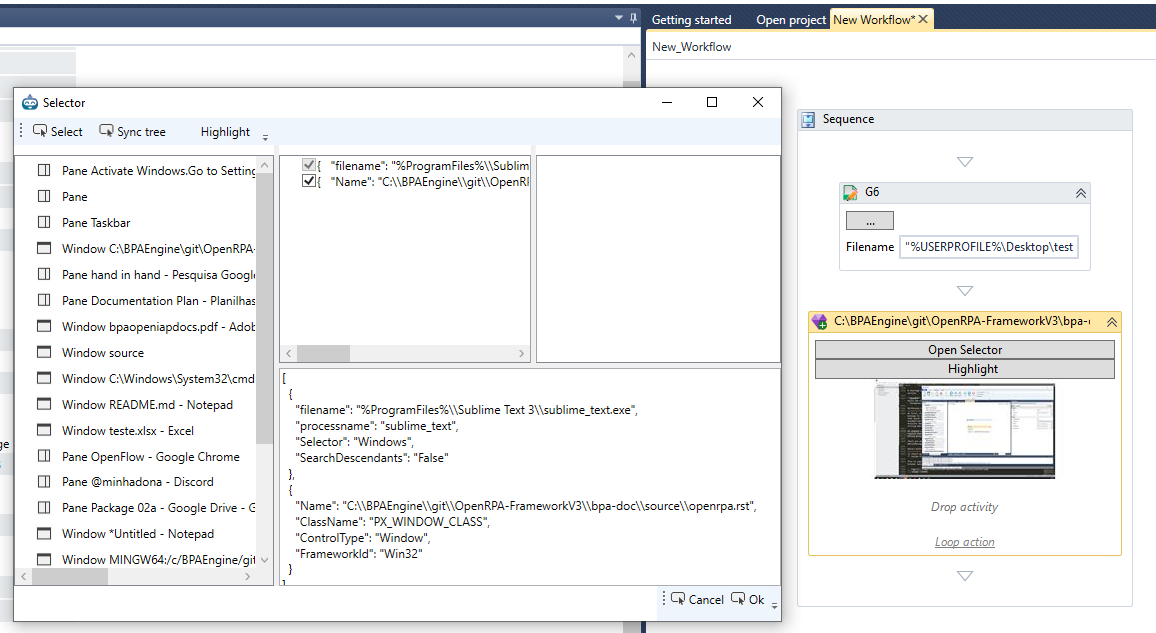 Getting started Open project New Workflow*
New_Workflow
Selector
Select Sync tree Highlight
Pane Activate Windows.Go to Setting
Pane
Pane Taskbar
Window C:\BPAEngine\git\OpenRPA-
Pane hand in hand - Pesquisa Google
Pane Documentation Plan - Planilhas
Window bpaopeniapdocs.pdf - Adob
Window source
Window C:\Windows\System32\cmd
Window README.md - Notepad
Window teste.xlsx - Excel
Pane OpenFlow - Google Chrome
Pane @minhadona - Discord
Pane Package 02a - Google Drive - G
Window *Untitled - Notepad
Window MINGW64:/c/BPAEngine/git
{ "filename": "%ProgramFiles%\\Sublim
{ "Name": "C:\\BPAEngine\\git\\OpenRF
[
{
"filename": "%ProgramFiles%\\Sublime Text 3\\sublime_text.exe",
"processname": "sublime_text",
"Selector": "Windows",
"SearchDescendants": "False"
},
{
"Name": "C:\\BPAEngine\\git\\OpenRPA-FrameworkV3\\bpa-doc\\source\\openrpa.rst",
"ClassName": "PX_WINDOW_CLASS",
"ControlType": "Window",
"FrameworkId": "Win32"
}
]
Cancel Ok
ge
Sequence
G6
...
Filename "%USERPROFILE%\Desktop\test
C:\BPAEngine\git\OpenRPA-FrameworkV3\bpa-
Open Selector
Highlight
Drop activity
Loop action